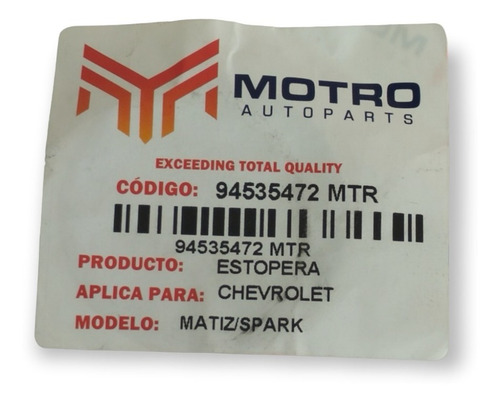 MOTRO
AUTOPARTS
EXCEEDING TOTAL QUALITY
CÓDIGO: 94535472 MTR
94535472 MTR
PRODUCTO: ESTOPERA
APLICA PARA: CHEVROLET
MODELO: MATIZ/SPARK